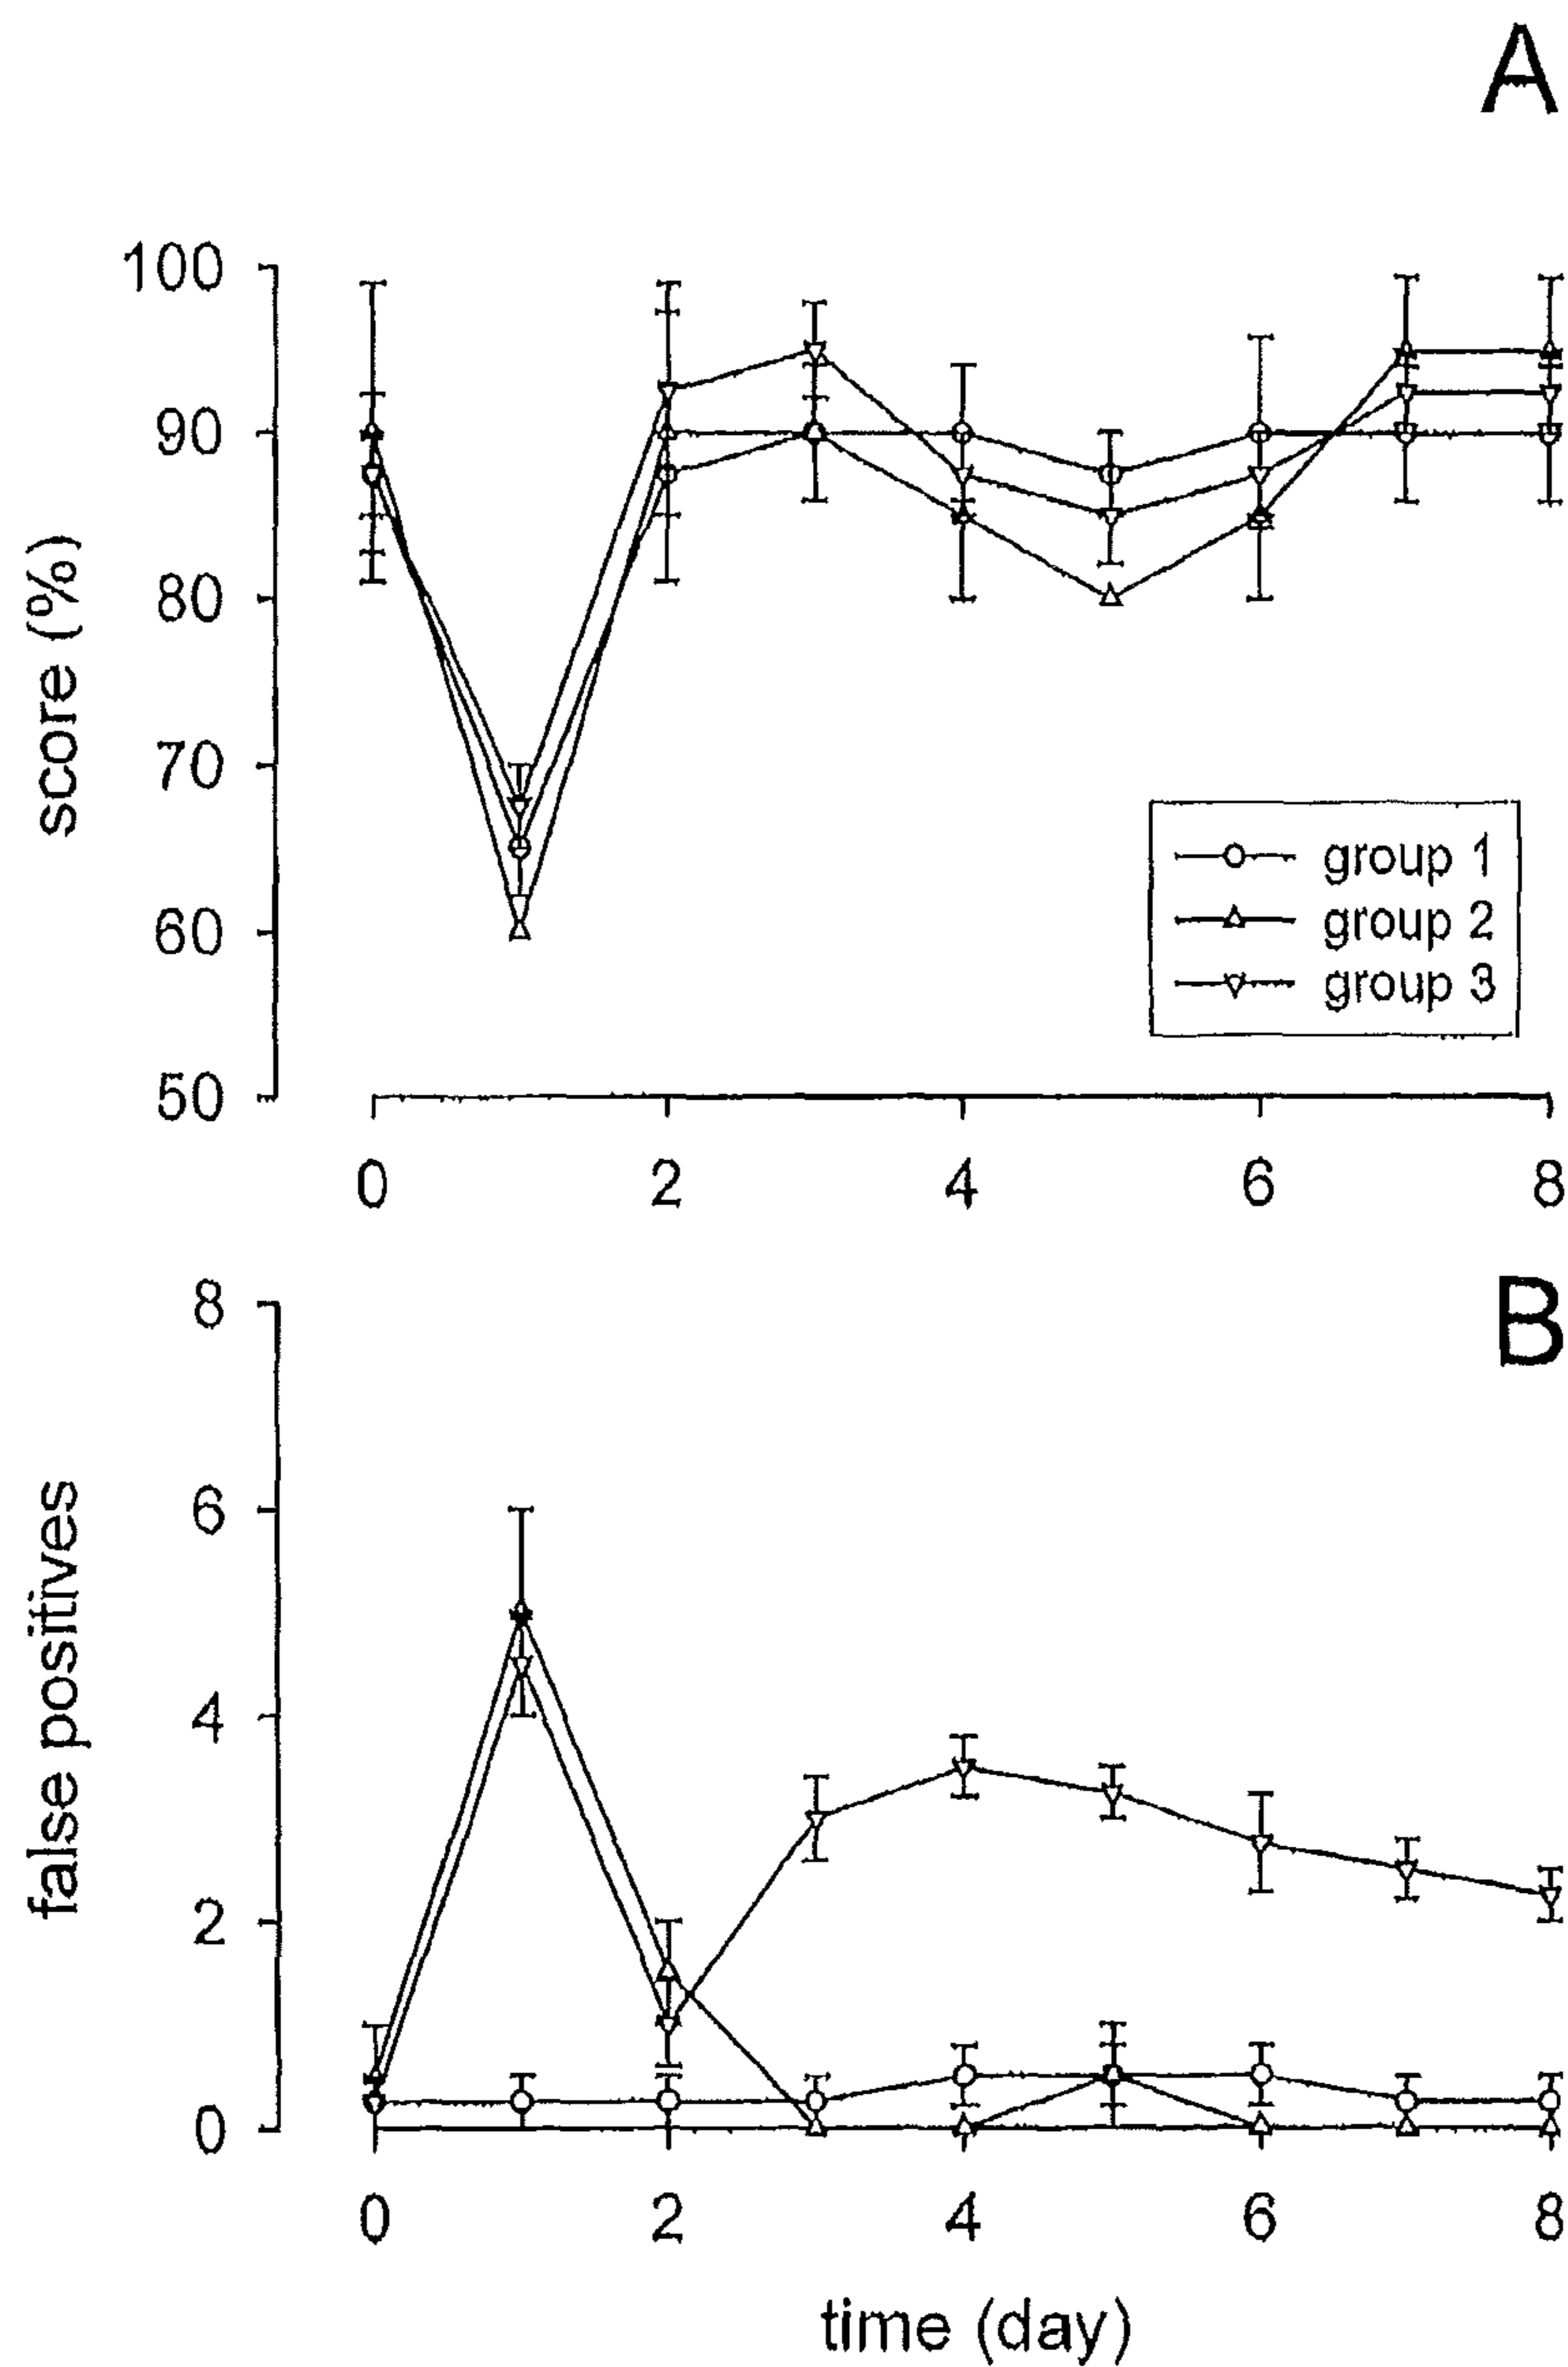 A
100
90
80
70
60
50
score (%)
group 1
group 2
group 3
0 2 4 6 8
B
8
6
4
2
0
false positives
0 2 4 6 8
time (day)